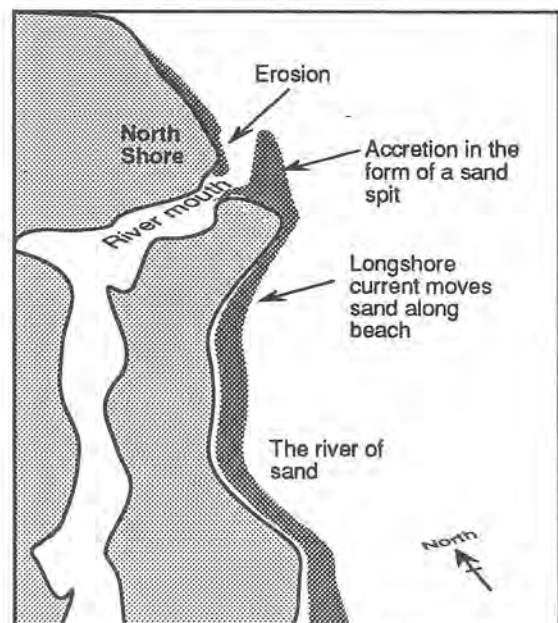 Erosion
North
Shore
Accretion in the
form of a sand
spit
River mouth
Longshore
current moves
sand along
beach
The river of
sand
North